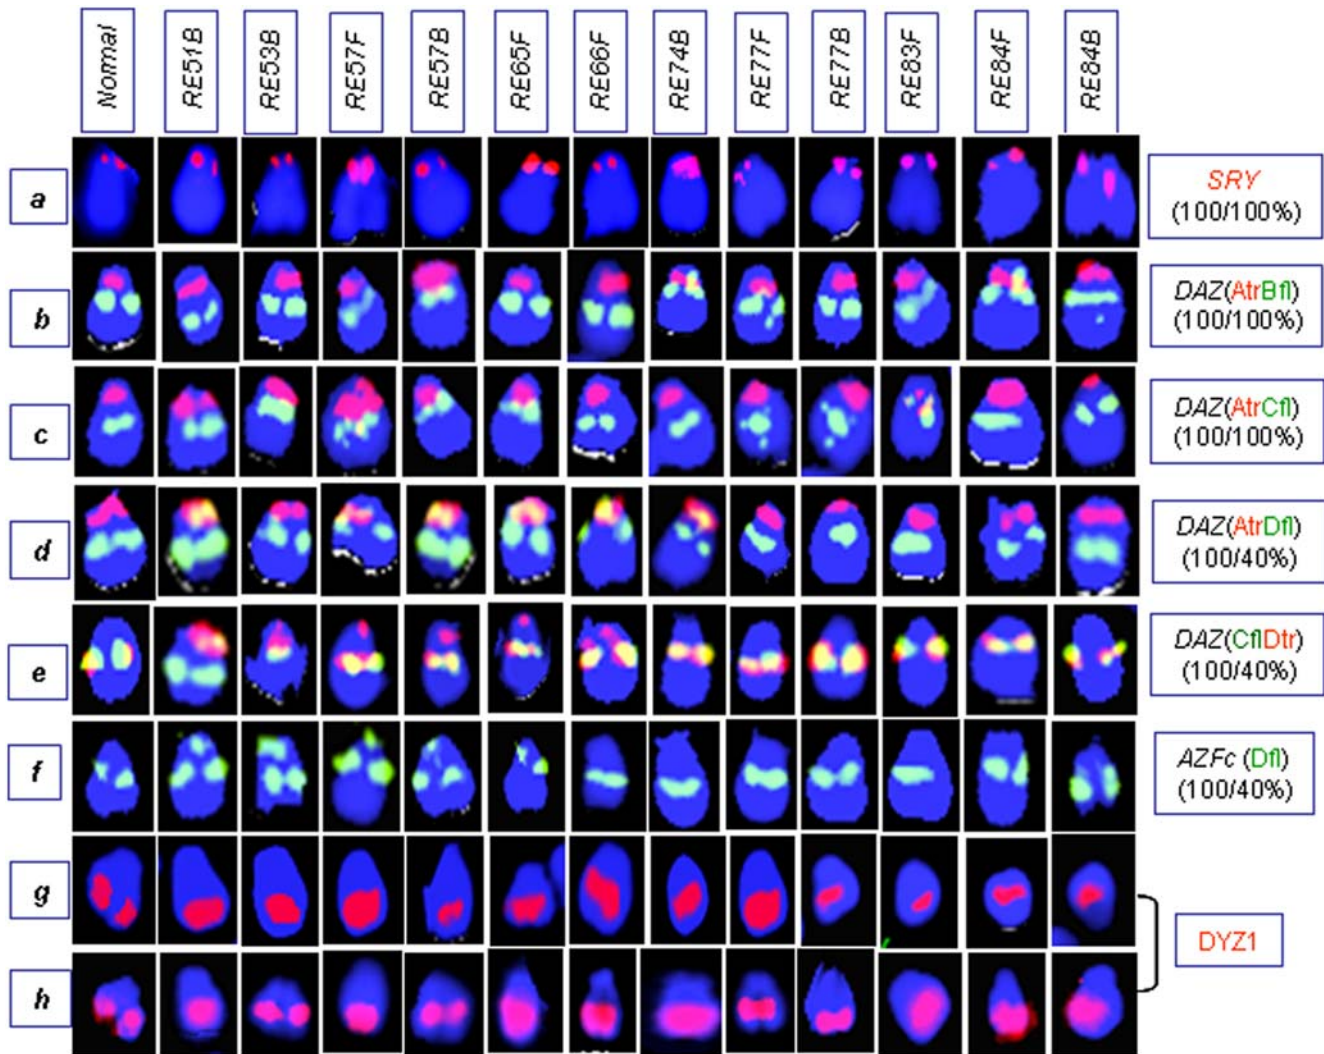 Normal
RE51B
RE53B
RE57F
RE57B
RE65F
RE66F
RE74B
RE77F
RE77B
RE83F
RE84F
RE84B
a
SRY
(100/100%)
b
DAZ(AtrBfl)
(100/100%)
c
DAZ(AtrCfl)
(100/100%)
d
DAZ(AtrDfl)
(100/40%)
e
DAZ(CflDtr)
(100/40%)
f
AZFc (Dfl)
(100/40%)
g
DYZ1
h